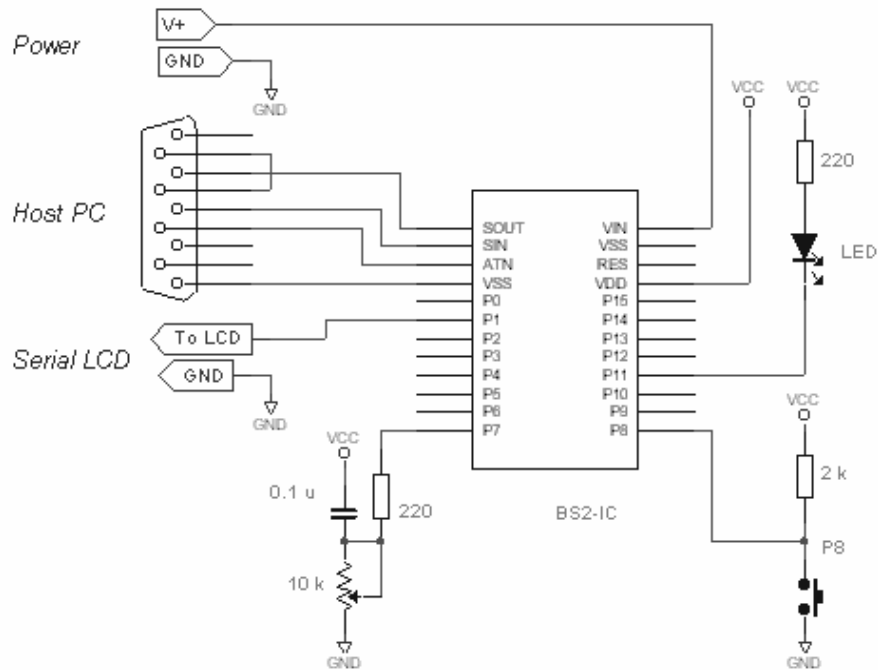 Power
V+
GND
GND
Host PC
Serial LCD
To LCD
GND
GND
SOUT
SIN
ATN
VSS
P0
P1
P2
P3
P4
P5
P6
P7
VIN
VSS
RES
VDD
P15
P14
P13
P12
P11
P10
P9
P8
BS2-IC
VCC
VCC
220
LED
VCC
0.1 u
220
10 k
GND
VCC
2 k
P8
GND